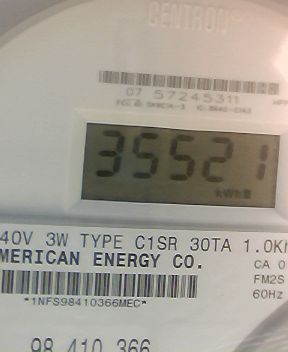 CENTRON®
07 57245311
35521
kWh
40V 3W TYPE C1SR 30TA 1.0Kh
MERICAN ENERGY CO.
CA 0
FM2S
60Hz
*1NFS98410366MEC*
98 410 366